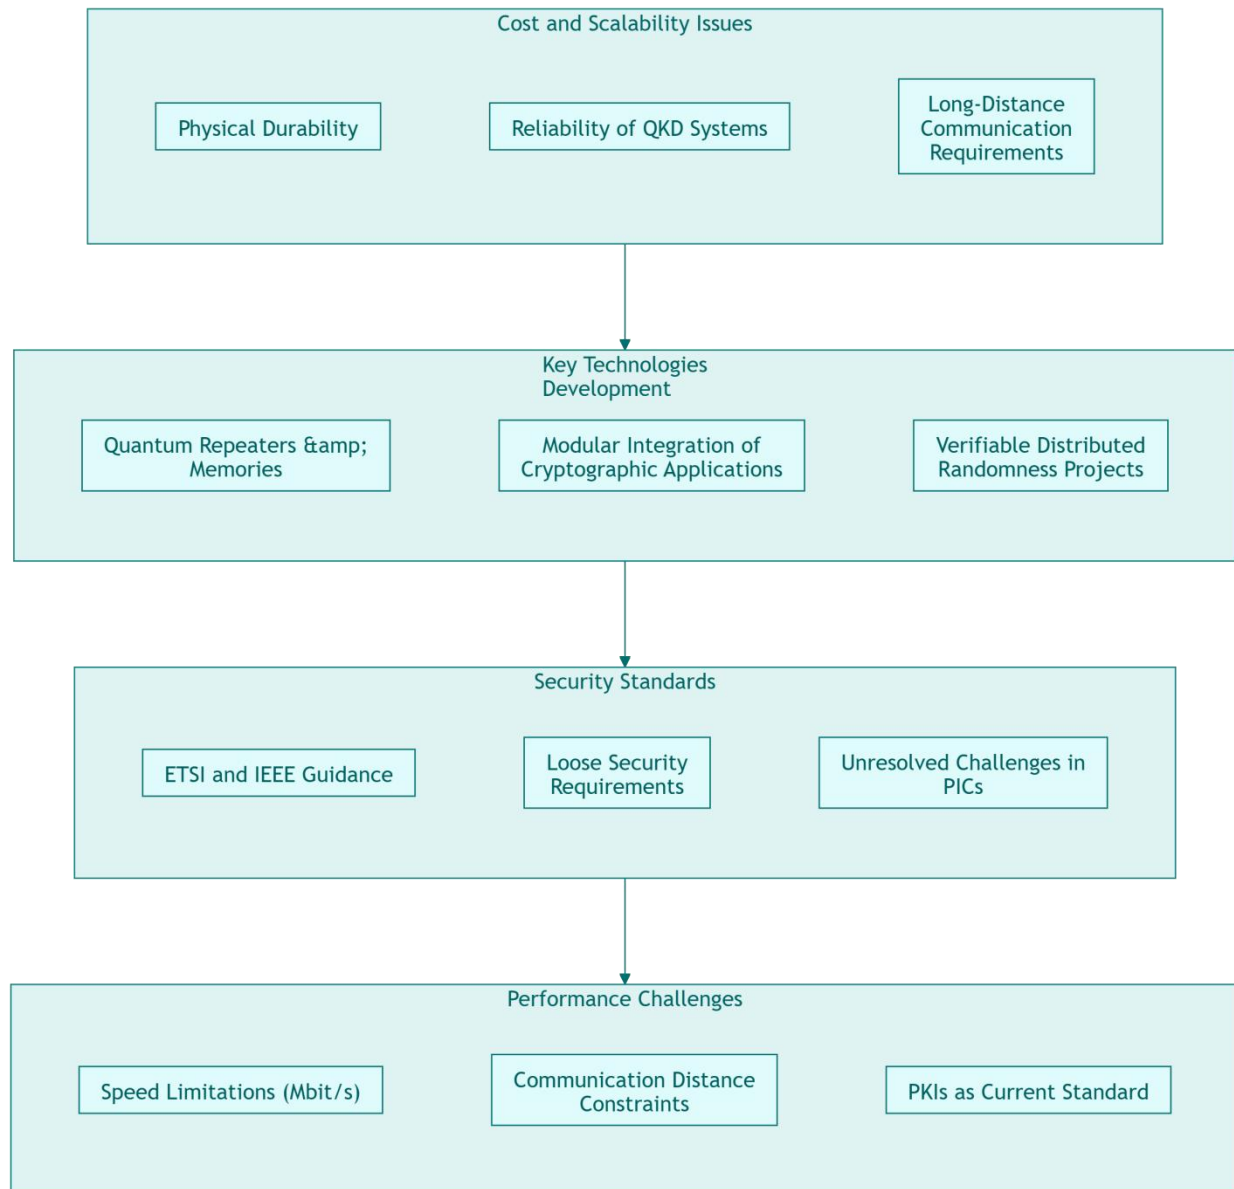 Cost and Scalability Issues
Physical Durability
Reliability of QKD Systems
Long-Distance
Communication
Requirements
Key Technologies
Development
Quantum Repeaters &amp;
Memories
Modular Integration of
Cryptographic Applications
Verifiable Distributed
Randomness Projects
Security Standards
ETSI and IEEE Guidance
Loose Security
Requirements
Unresolved Challenges in
PICs
Performance Challenges
Speed Limitations (Mbit/s)
Communication Distance
Constraints
PKIs as Current Standard